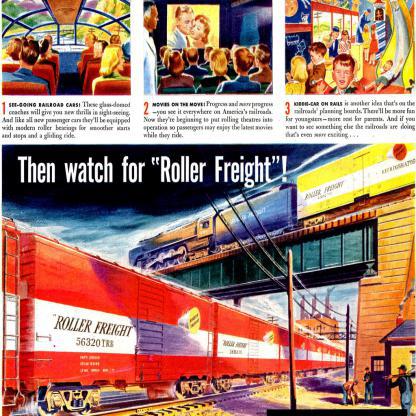 1 SEE-GOING RAILROAD CARS! These glass-domed
coaches will give you new thrills in sight-seeing.
And like all new passenger cars they'll be equipped
with modern roller bearings for smoother starts
and stops and a gliding ride.
2 MOVIES ON THE MOVE! Progress and more progress
—you see it everywhere on America's railroads.
Now they're beginning to put rolling theatres into
operation so passengers may enjoy the latest movies
while they ride.
3 KIDDIE-CAR ON RAILS is another idea that's on the
railroads' planning boards. There'll be more fun
for youngsters—more rest for parents. And if you
want to see something else the railroads are doing
that's even more exciting . . .
Then watch for "Roller Freight"!
ROLLER FREIGHT
REFRIGERATOR
ROLLER FREIGHT
56320 TRB
ROLLER FREIGHT